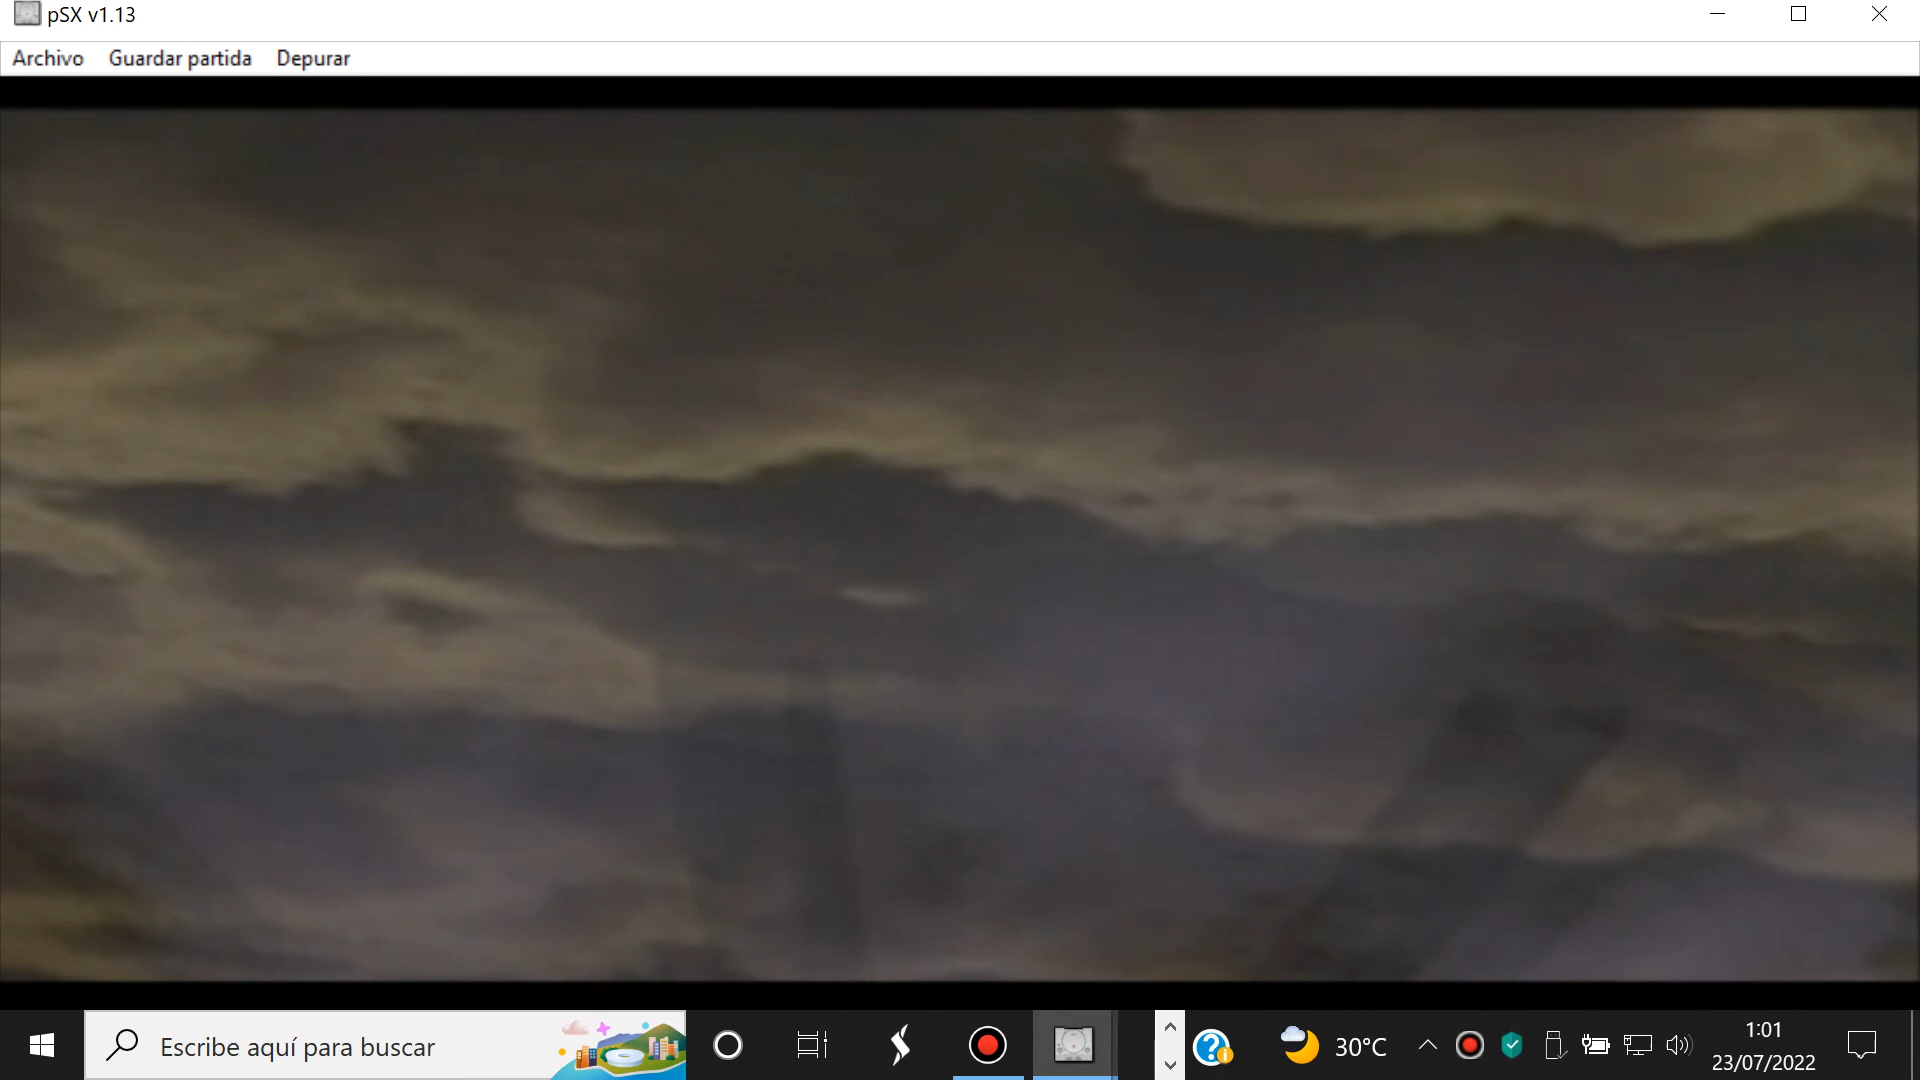 pSX v1.13
Archivo Guardar partida Depurar
Escribe aquí para buscar
30°C
1:01
23/07/2022